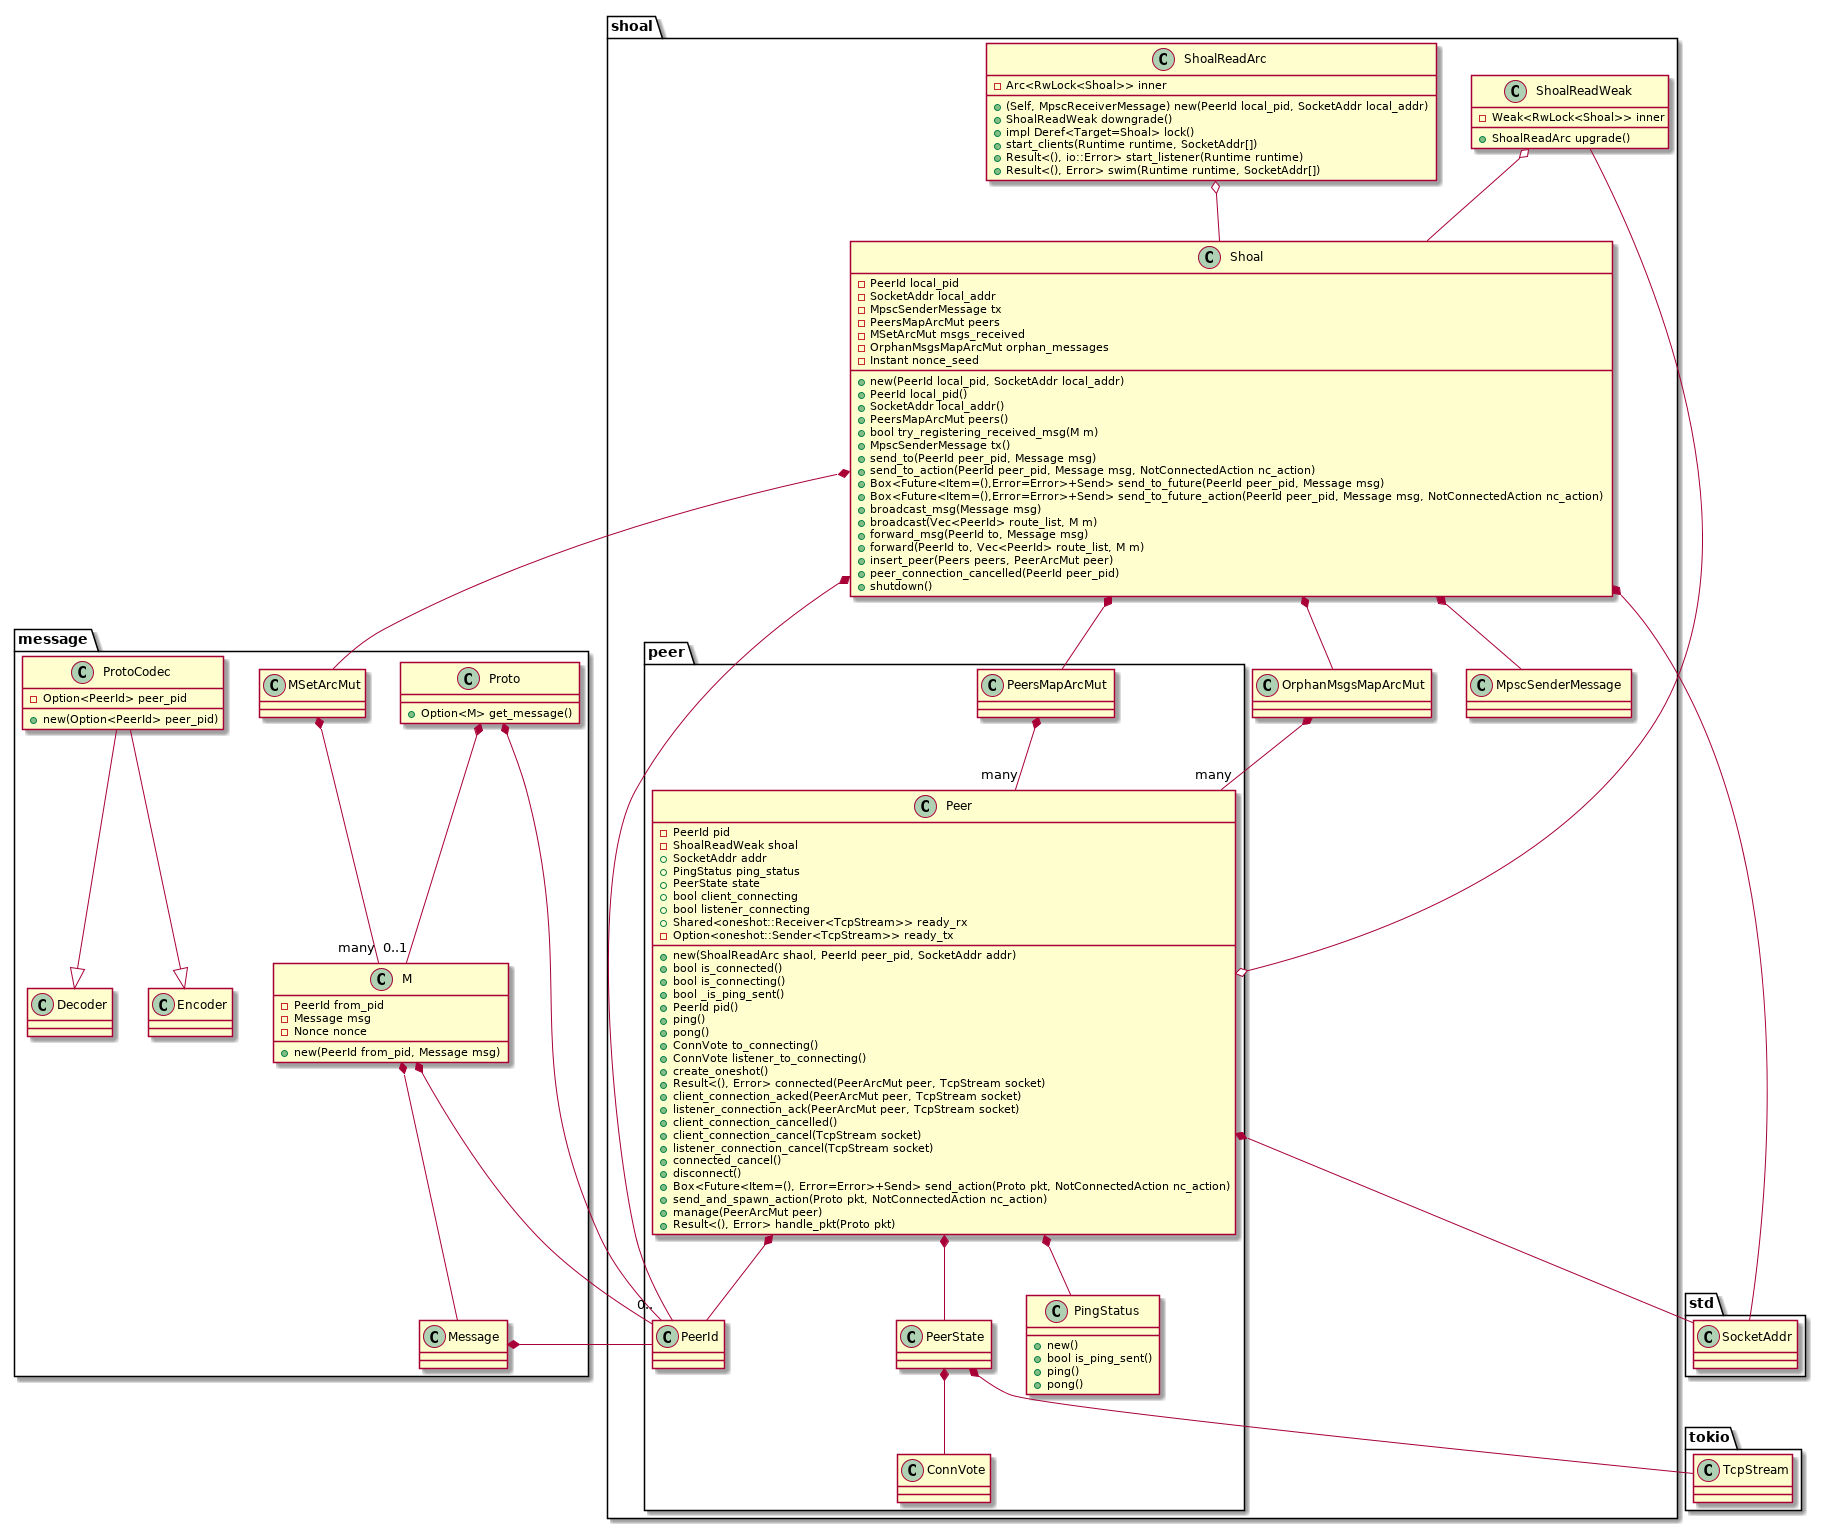 shoal
C ShoalReadArc
Arc<RwLock<Shoal>> inner
(Self, MpscReceiverMessage) new(PeerId local_pid, SocketAddr local_addr)
ShoalReadWeak downgrade()
impl Deref<Target=Shoal> lock()
start_clients(Runtime runtime, SocketAddr[])
Result<(), io::Error> start_listener(Runtime runtime)
Result<(), Error> swim(Runtime runtime, SocketAddr[])
C ShoalReadWeak
Weak<RwLock<Shoal>> inner
ShoalReadArc upgrade()
C Shoal
PeerId local_pid
SocketAddr local_addr
MpscSenderMessage tx
PeersMapArcMut peers
MSetArcMut msgs_received
OrphanMsgsMapArcMut orphan_messages
Instant nonce_seed
new(PeerId local_pid, SocketAddr local_addr)
PeerId local_pid()
SocketAddr local_addr()
PeersMapArcMut peers()
bool try_registering_received_msg(M m)
MpscSenderMessage tx()
send_to(PeerId peer_pid, Message msg)
send_to_action(PeerId peer_pid, Message msg, NotConnectedAction nc_action)
Box<Future<Item=(),Error=Error>+Send> send_to_future(PeerId peer_pid, Message msg)
Box<Future<Item=(),Error=Error>+Send> send_to_future_action(PeerId peer_pid, Message msg, NotConnectedAction nc_action)
broadcast_msg(Message msg)
broadcast(Vec<PeerId> route_list, M m)
forward_msg(PeerId to, Message msg)
forward(PeerId to, Vec<PeerId> route_list, M m)
insert_peer(Peers peers, PeerArcMut peer)
peer_connection_cancelled(PeerId peer_pid)
shutdown()
message
C ProtoCodec
Option<PeerId> peer_pid
new(Option<PeerId> peer_pid)
C MSetArcMut
C Proto
Option<M> get_message()
peer
C PeersMapArcMut
C OrphanMsgsMapArcMut
C MpscSenderMessage
many
many
C Peer
PeerId pid
ShoalReadWeak shoal
SocketAddr addr
PingStatus ping_status
PeerState state
bool client_connecting
bool listener_connecting
Shared<oneshot::Receiver<TcpStream>> ready_rx
Option<oneshot::Sender<TcpStream>> ready_tx
new(ShoalReadArc shaol, PeerId peer_pid, SocketAddr addr)
bool is_connected()
bool is_connecting()
bool _is_ping_sent()
PeerId pid()
ping()
pong()
ConnVote to_connecting()
ConnVote listener_to_connecting()
create_oneshot()
Result<(), Error> connected(PeerArcMut peer, TcpStream socket)
client_connection_acked(PeerArcMut peer, TcpStream socket)
listener_connection_ack(PeerArcMut peer, TcpStream socket)
client_connection_cancelled()
client_connection_cancel(TcpStream socket)
listener_connection_cancel(TcpStream socket)
connected_cancel()
disconnect()
Box<Future<Item=(), Error=Error>+Send> send_action(Proto pkt, NotConnectedAction nc_action)
send_and_spawn_action(Proto pkt, NotConnectedAction nc_action)
manage(PeerArcMut peer)
Result<(), Error> handle_pkt(Proto pkt)
many 0..1
C Decoder
C Encoder
C M
PeerId from_pid
Message msg
Nonce nonce
new(PeerId from_pid, Message msg)
0..
C Message
C PeerId
C PeerState
C PingStatus
new()
bool is_ping_sent()
ping()
pong()
std
C SocketAddr
tokio
C TcpStream
C ConnVote